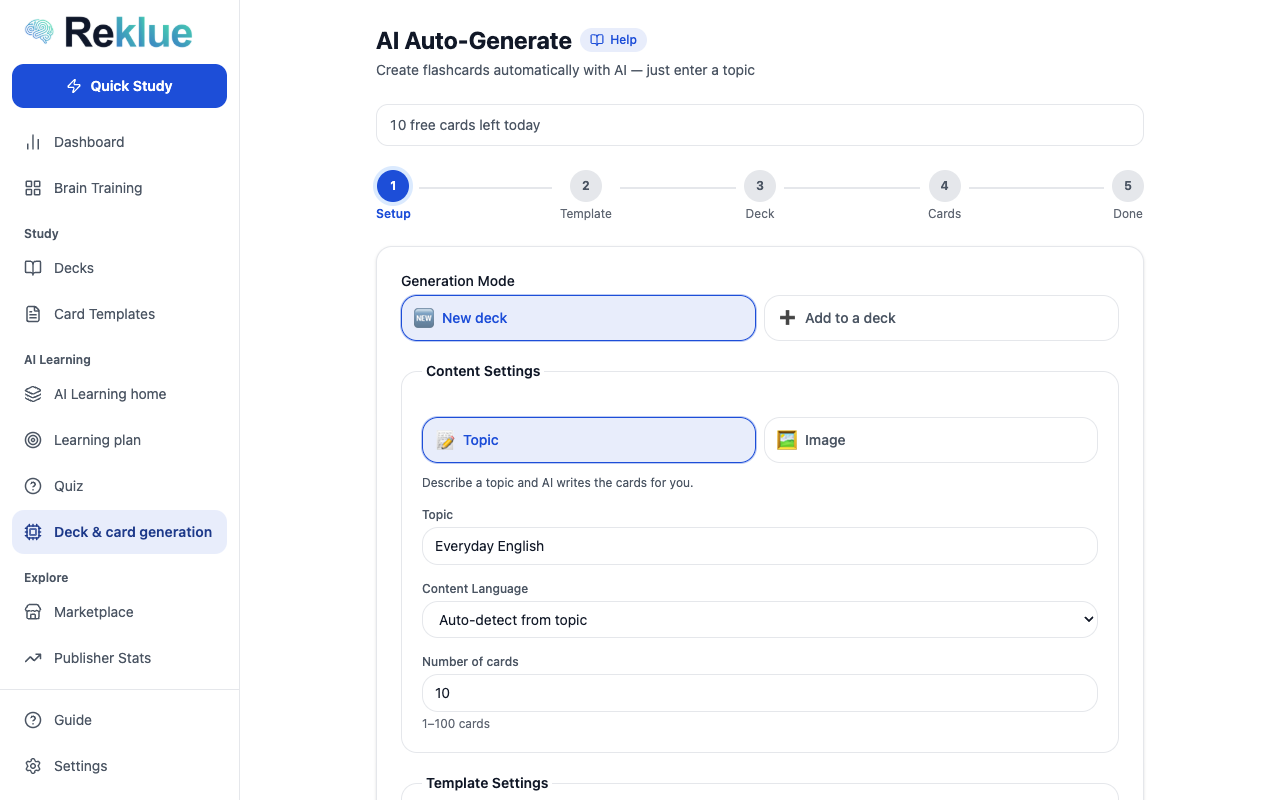 Reklue
Quick Study
Dashboard
Brain Training
Study
Decks
Card Templates
AI Learning
AI Learning home
Learning plan
Quiz
Deck & card generation
Explore
Marketplace
Publisher Stats
Guide
Settings
AI Auto-Generate
Help
Create flashcards automatically with AI — just enter a topic
10 free cards left today
1 2 3 4 5
Setup Template Deck Cards Done
Generation Mode
NEW New deck
Add to a deck
Content Settings
Topic
Image
Describe a topic and AI writes the cards for you.
Topic
Everyday English
Content Language
Auto-detect from topic
Number of cards
10
1–100 cards
Template Settings